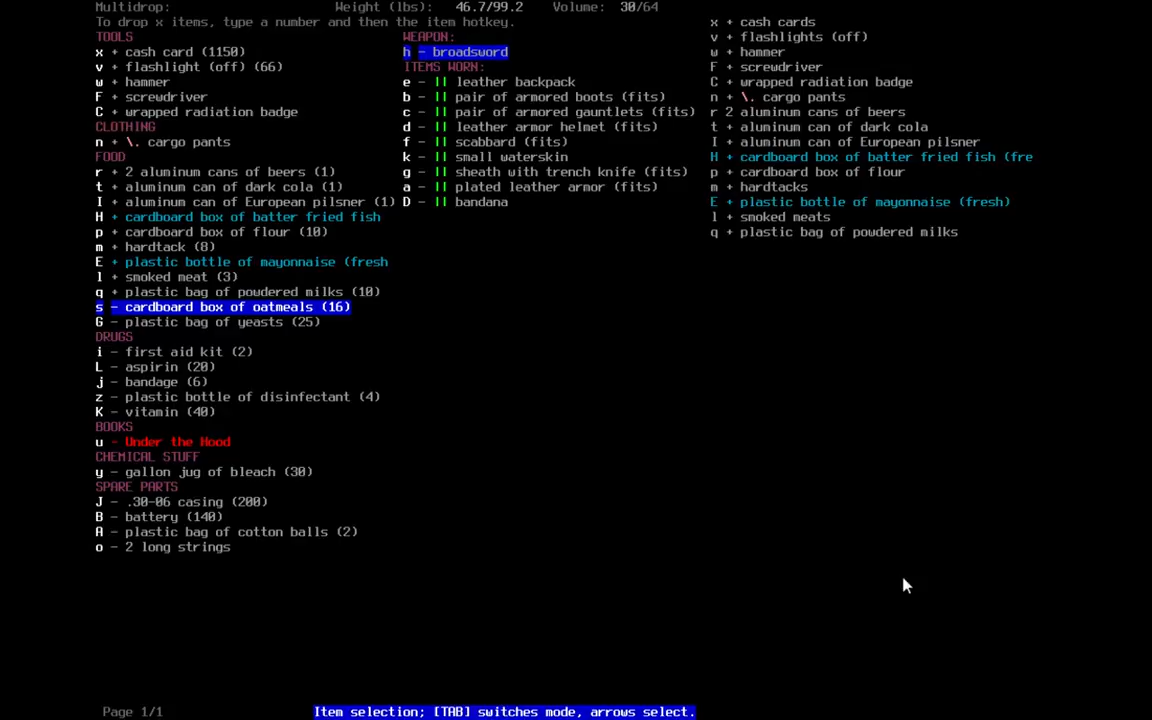 Multidrop: Weight (lbs): 46.7/99.2 Volume: 30/64
To drop x items, type a number and then the item hotkey.
TOOLS
x + cash card (1150)
v + flashlight (off) (66)
w + hammer
F + screwdriver
C + wrapped radiation badge
CLOTHING
n + \. cargo pants
FOOD
r + 2 aluminum cans of beers (1)
t + aluminum can of dark cola (1)
I + aluminum can of European pilsner (1)
H + cardboard box of batter fried fish
p + cardboard box of flour (10)
m + hardtack (8)
E + plastic bottle of mayonnaise (fresh
l + smoked meat (3)
q + plastic bag of powdered milks (10)
s - cardboard box of oatmeals (16)
G - plastic bag of yeasts (25)
DRUGS
i - first aid kit (2)
L - aspirin (20)
j - bandage (6)
z - plastic bottle of disinfectant (4)
K - vitamin (40)
BOOKS
u - Under the Hood
CHEMICAL STUFF
y - gallon jug of bleach (30)
SPARE PARTS
J - .30-06 casing (200)
B - battery (140)
A - plastic bag of cotton balls (2)
o - 2 long strings
WEAPON:
h - broadsword
ITEMS WORN:
e - || leather backpack
b - || pair of armored boots (fits)
c - || pair of armored gauntlets (fits)
d - || leather armor helmet (fits)
f - || scabbard (fits)
k - || small waterskin
g - || sheath with trench knife (fits)
a - || plated leather armor (fits)
D - || bandana
x + cash cards
v + flashlights (off)
w + hammer
F + screwdriver
C + wrapped radiation badge
n + \. cargo pants
r 2 aluminum cans of beers
t + aluminum can of dark cola
I + aluminum can of European pilsner
H + cardboard box of batter fried fish (fre
p + cardboard box of flour
m + hardtacks
E + plastic bottle of mayonnaise (fresh)
l + smoked meats
q + plastic bag of powdered milks
Page 1/1 Item selection; [TAB] switches mode, arrows select.